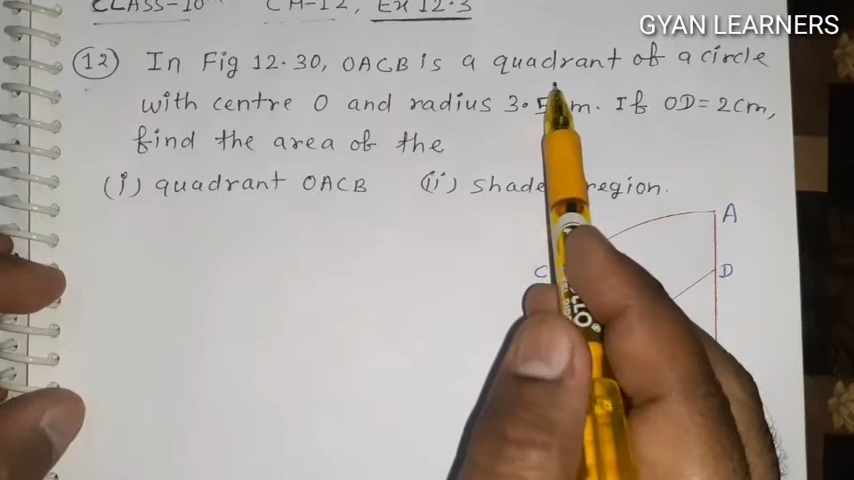 CLASS-10 CH-12, Ex 12.3
GYAN LEARNERS
(12) In Fig 12.30, OACB is a quadrant of a circle
with centre O and radius 3.5 cm. If OD = 2cm,
find the area of the
(i) quadrant OACB (ii) shaded region.
A
C
D